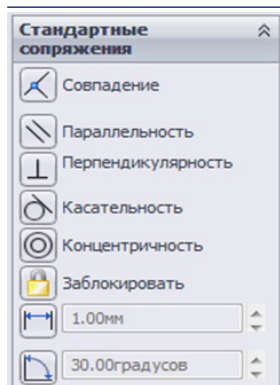 Стандартные
сопряжения
Совпадение
Параллельность
Перпендикулярность
Касательность
Концентричность
Заблокировать
1.00мм
30.00градусов